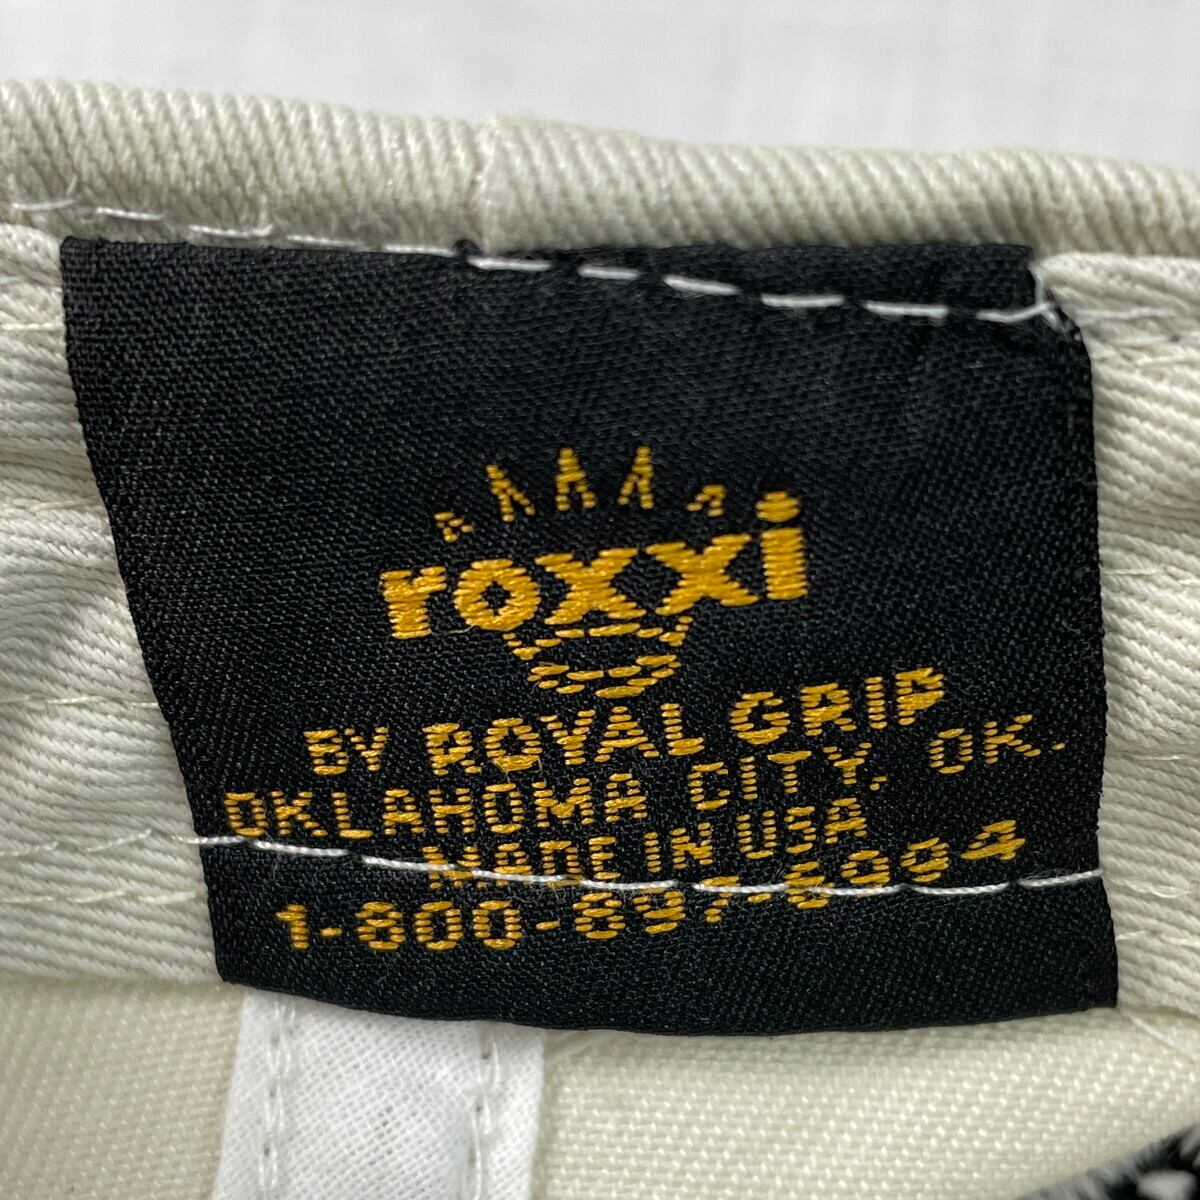 roxxi
BY ROYAL GRIP
OKLAHOMA CITY, OK.
MADE IN USA
1-800-897-6994